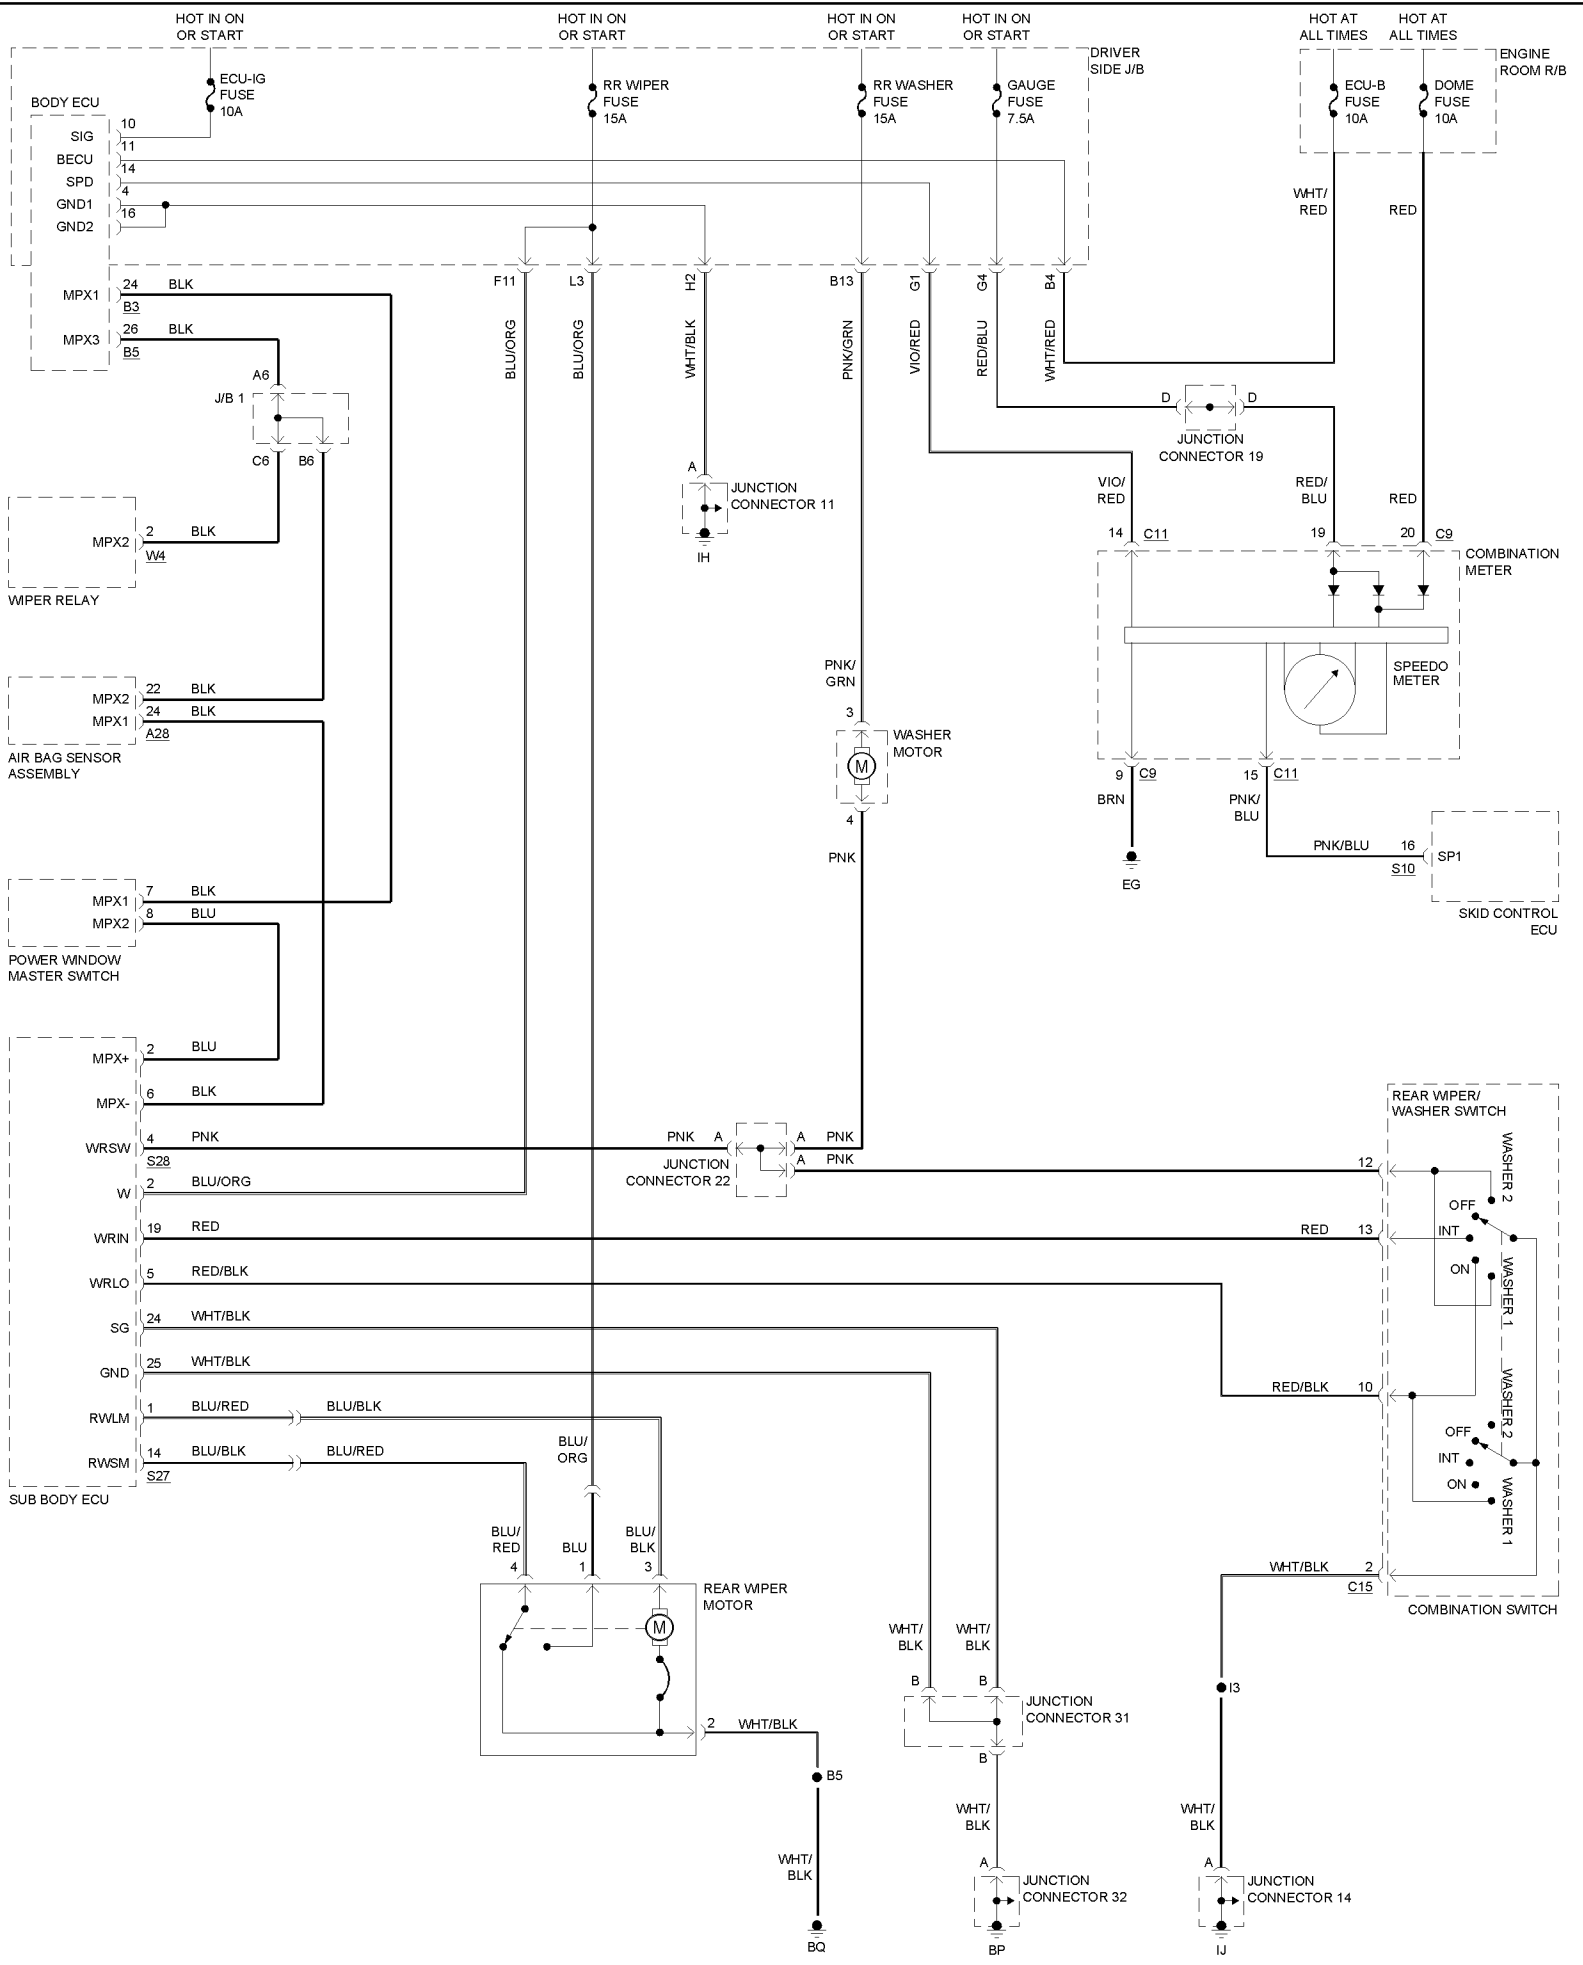 HOT IN ON
OR START
HOT IN ON
OR START
HOT IN ON
OR START
HOT IN ON
OR START
HOT AT
ALL TIMES
HOT AT
ALL TIMES
DRIVER
SIDE J/B
ENGINE
ROOM R/B
ECU-IG
FUSE
10A
RR WIPER
FUSE
15A
RR WASHER
FUSE
15A
GAUGE
FUSE
7.5A
ECU-B
FUSE
10A
DOME
FUSE
10A
BODY ECU
SIG
10
BECU
11
SPD
14
GND1
4
GND2
16
WHT/
RED
RED
MPX1
24
BLK
B3
MPX3
26
BLK
B5
F11
L3
H2
B13
G1
G4
B4
BLU/ORG
BLU/ORG
WHT/BLK
PNK/GRN
VIO/RED
RED/BLU
WHT/RED
A6
J/B 1
C6
B6
D
D
JUNCTION
CONNECTOR 19
A
JUNCTION
CONNECTOR 11
IH
VIO/
RED
RED/
BLU
RED
MPX2
2
BLK
W4
WIPER RELAY
14
C11
19
20
C9
COMBINATION
METER
SPEEDO
METER
MPX2
22
BLK
MPX1
24
BLK
A28
AIR BAG SENSOR
ASSEMBLY
PNK/
GRN
3
WASHER
MOTOR
M
4
PNK
9
C9
BRN
EG
15
C11
PNK/
BLU
PNK/BLU
16
SP1
S10
SKID CONTROL
ECU
MPX1
7
BLK
MPX2
8
BLU
POWER WINDOW
MASTER SWITCH
MPX+
2
BLU
MPX-
6
BLK
WRSW
4
PNK
S28
PNK
A
A
PNK
A
PNK
JUNCTION
CONNECTOR 22
W
2
BLU/ORG
WRIN
19
RED
WRLO
5
RED/BLK
SG
24
WHT/BLK
GND
25
WHT/BLK
RWLM
1
BLU/RED
BLU/BLK
RWSM
14
BLU/BLK
BLU/RED
S27
SUB BODY ECU
REAR WIPER/
WASHER SWITCH
12
WASHER 2
OFF
RED
13
INT
ON
WASHER 1
RED/BLK
10
WASHER 2
OFF
INT
ON
WASHER 1
WHT/BLK
2
C15
COMBINATION SWITCH
BLU/
ORG
BLU/
RED
4
BLU
1
BLU/
BLK
3
REAR WIPER
MOTOR
M
2
WHT/BLK
B5
WHT/
BLK
BQ
WHT/
BLK
WHT/
BLK
B
B
JUNCTION
CONNECTOR 31
B
WHT/
BLK
A
JUNCTION
CONNECTOR 32
BP
I3
WHT/
BLK
A
JUNCTION
CONNECTOR 14
IJ